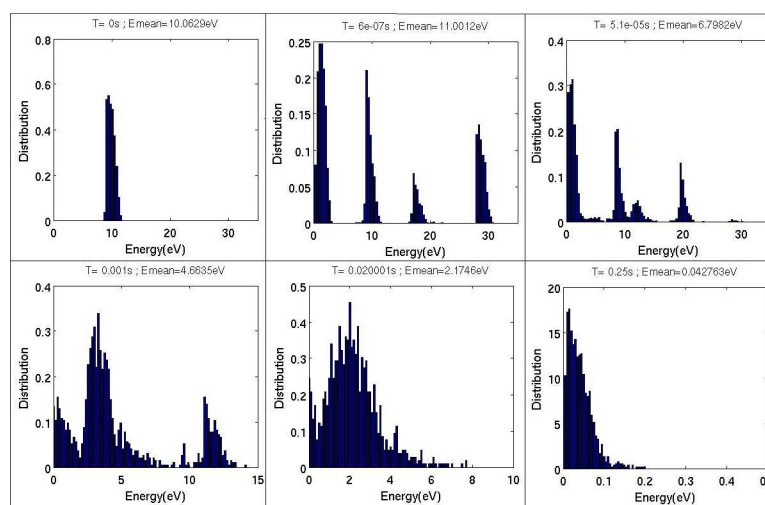 T= 0s ; Emean=10.0629eV
0.8
0.6
0.4
0.2
0
Distribution
0 10 20 30
Energy(eV)
T= 6e-07s ; Emean=11.0012eV
0.25
0.2
0.15
0.1
0.05
0
Distribution
0 10 20 30
Energy(eV)
T= 5.1e-05s ; Emean=6.7982eV
0.5
0.4
0.3
0.2
0.1
0
Distribution
0 10 20 30
Energy(eV)
T= 0.001s ; Emean=4.6635eV
0.4
0.3
0.2
0.1
0
Distribution
0 5 10 15
Energy(eV)
T= 0.020001s ; Emean=2.1746eV
0.5
0.4
0.3
0.2
0.1
0
Distribution
0 2 4 6 8 10
Energy(eV)
T= 0.25s ; Emean=0.042763eV
20
15
10
5
0
Distribution
0 0.1 0.2 0.3 0.4
Energy(eV)